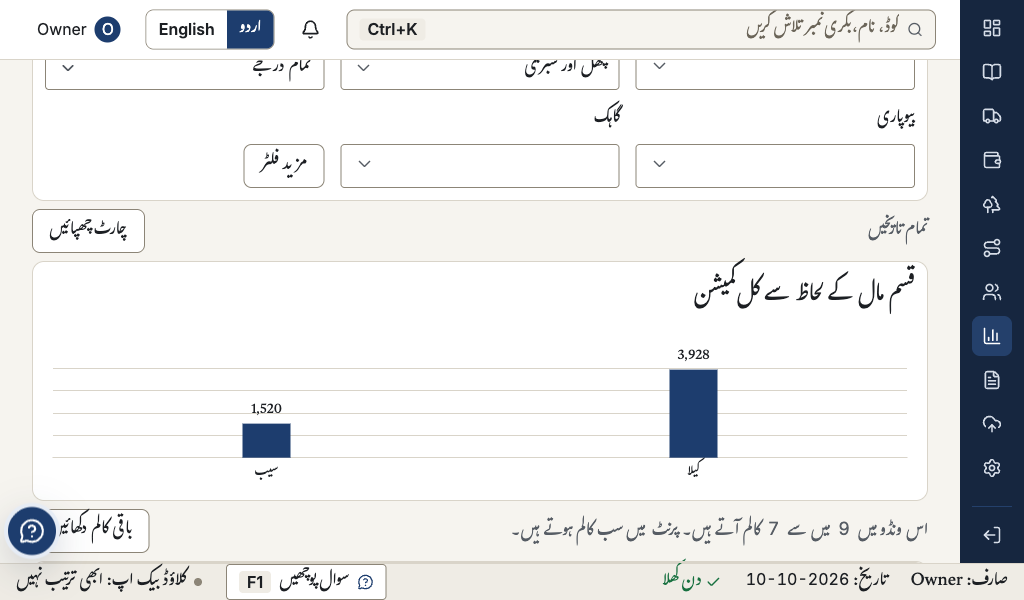 کوڈ، نام، بکری نمبر تلاش کریں Ctrl+K
اردو English
O Owner
پھل اور سبزی
تمام درجے
بیوپاری
گاہک
مزید فلٹر
تمام تاریخیں
چارٹ چھپائیں
قسم مال کے لحاظ سے کل کمیشن
3,928
1,520
کیلا
سیب
اس ونڈو میں 9 میں سے 7 کالم آتے ہیں۔ پرنٹ میں سب کالم ہوتے ہیں۔
باقی کالم دکھائیں
صارف: Owner
تاریخ: 10-10-2026
دن کھلا
سوال پوچھیں F1
کلاؤڈ بیک اپ: ابھی ترتیب نہیں